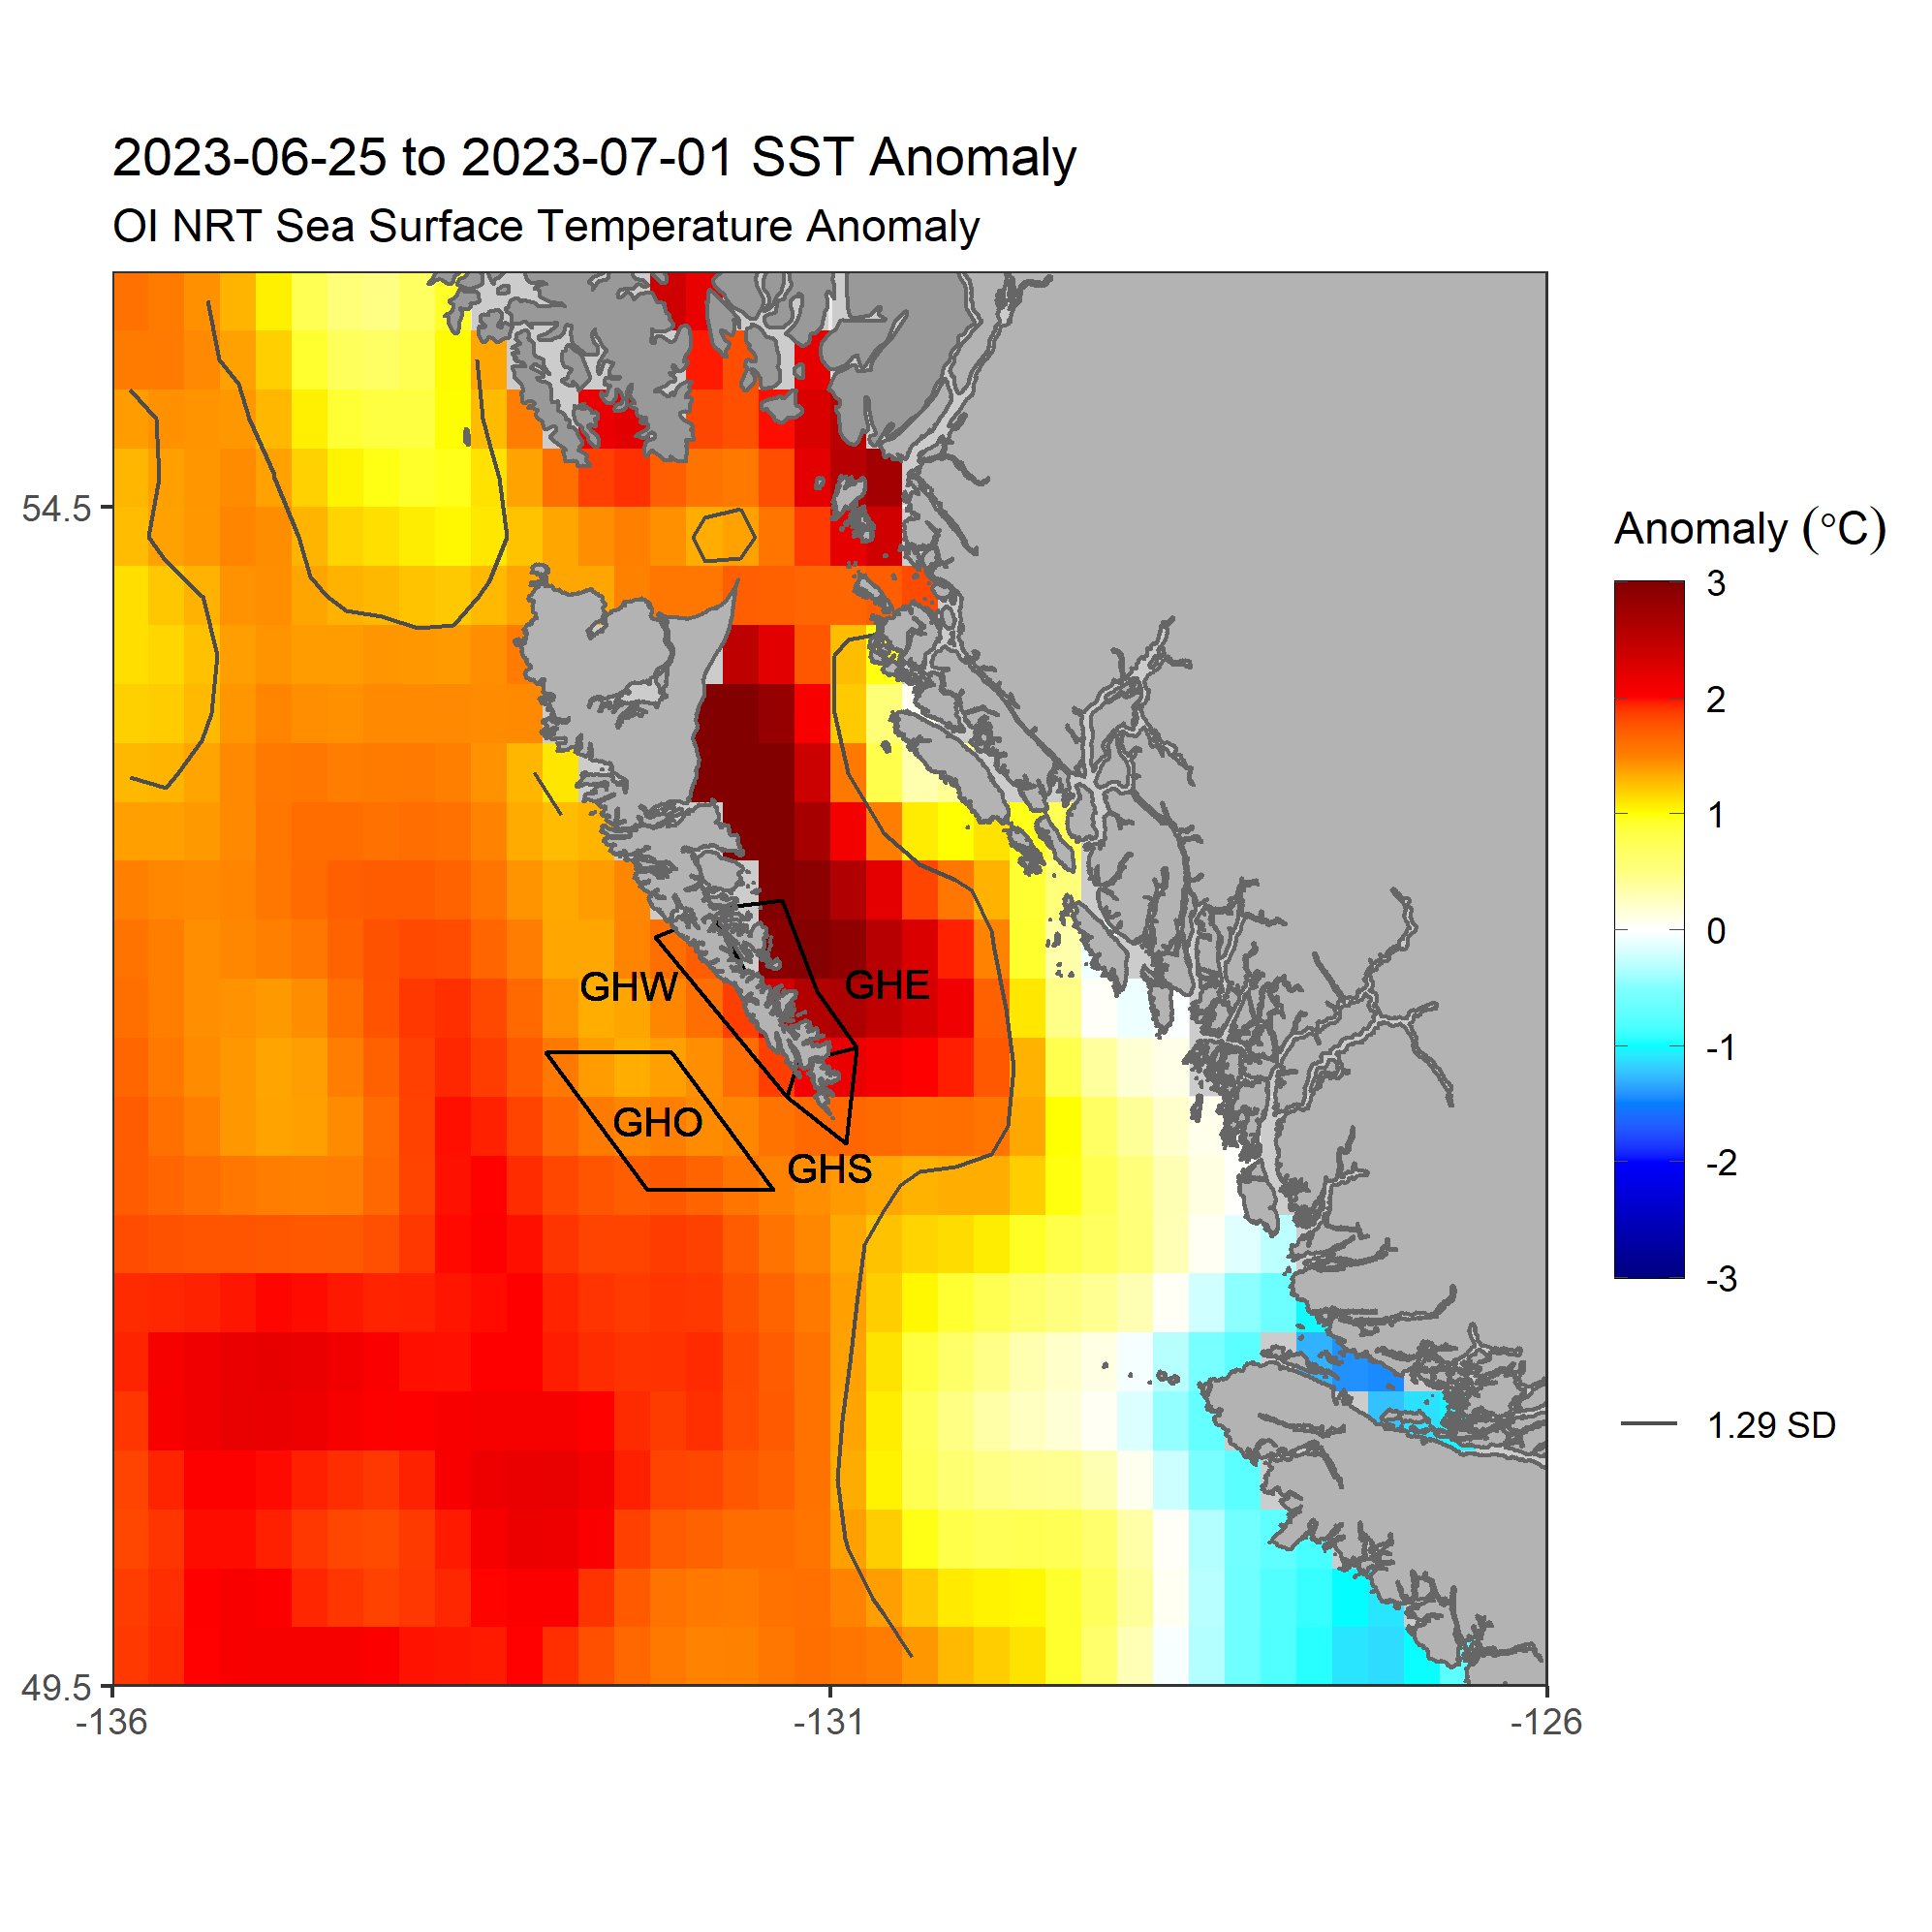 2023-06-25 to 2023-07-01 SST Anomaly
OI NRT Sea Surface Temperature Anomaly
54.5
49.5
-136
-131
-126
GHW
GHE
GHO
GHS
Anomaly (°C)
3
2
1
0
-1
-2
-3
1.29 SD